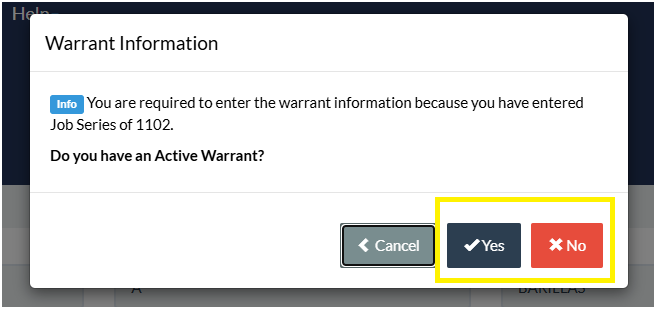 Help
Warrant Information
Info You are required to enter the warrant information because you have entered
Job Series of 1102.
Do you have an Active Warrant?
Cancel Yes No
A BARILLAS